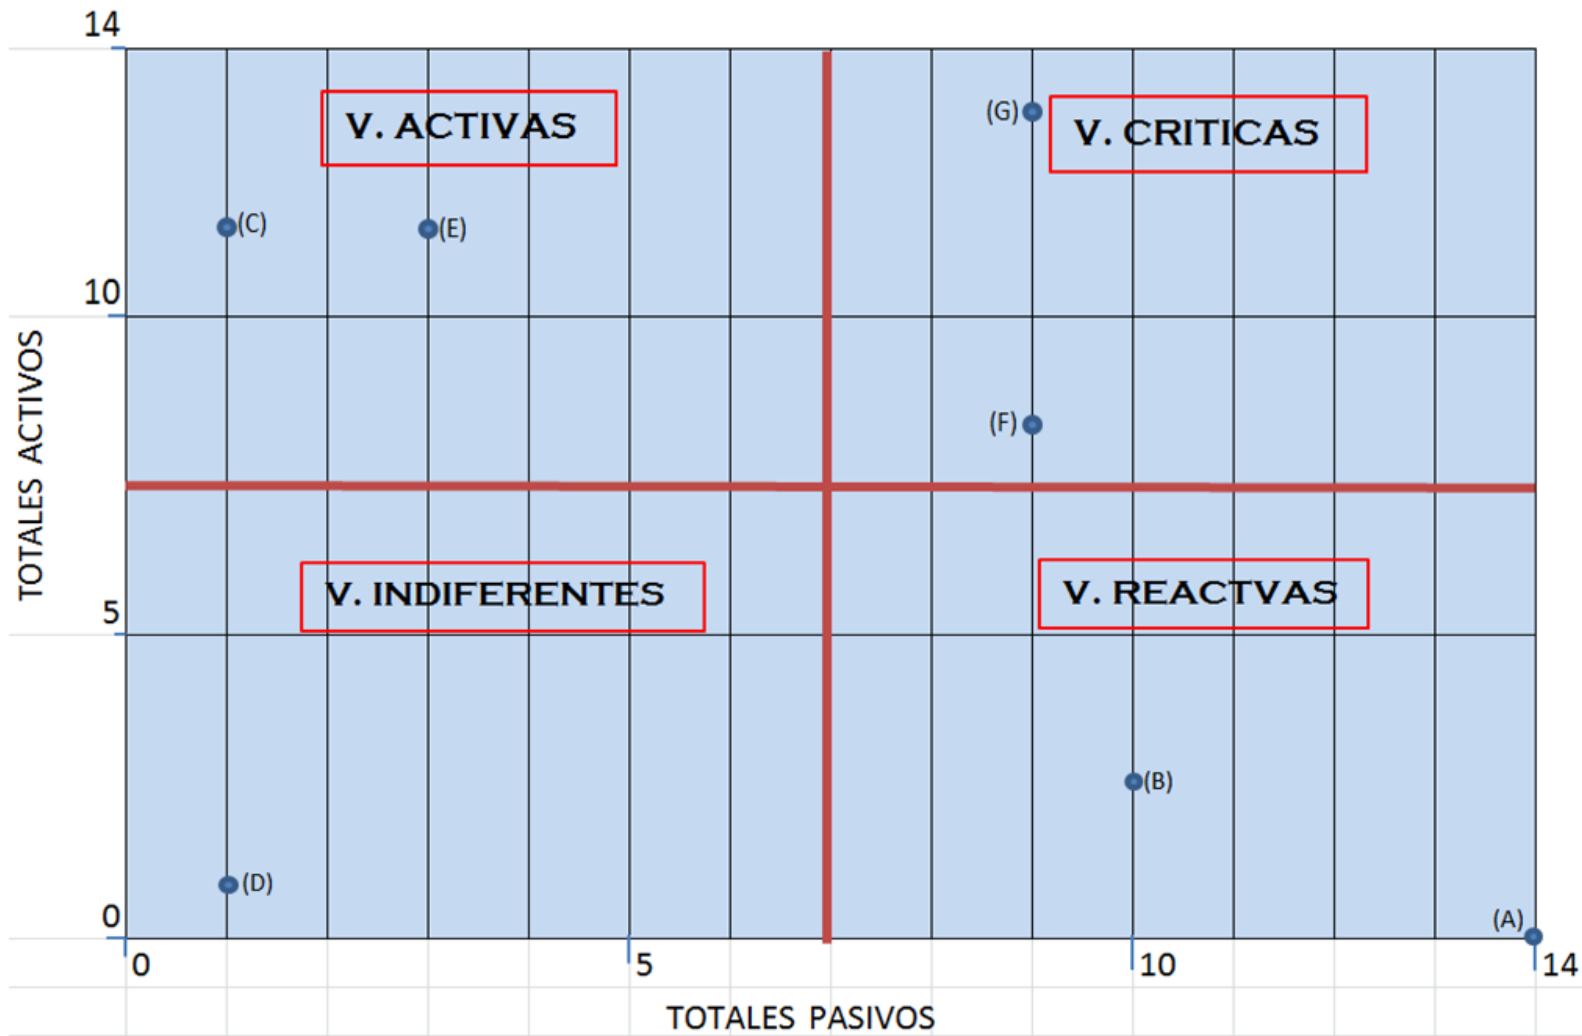 14
V. ACTIVAS
(G)
V. CRITICAS
(C)
(E)
10
TOTALES ACTIVOS
(F)
V. INDIFERENTES
V. REACTVAS
5
(B)
(D)
0
(A)
0
5
10
14
TOTALES PASIVOS